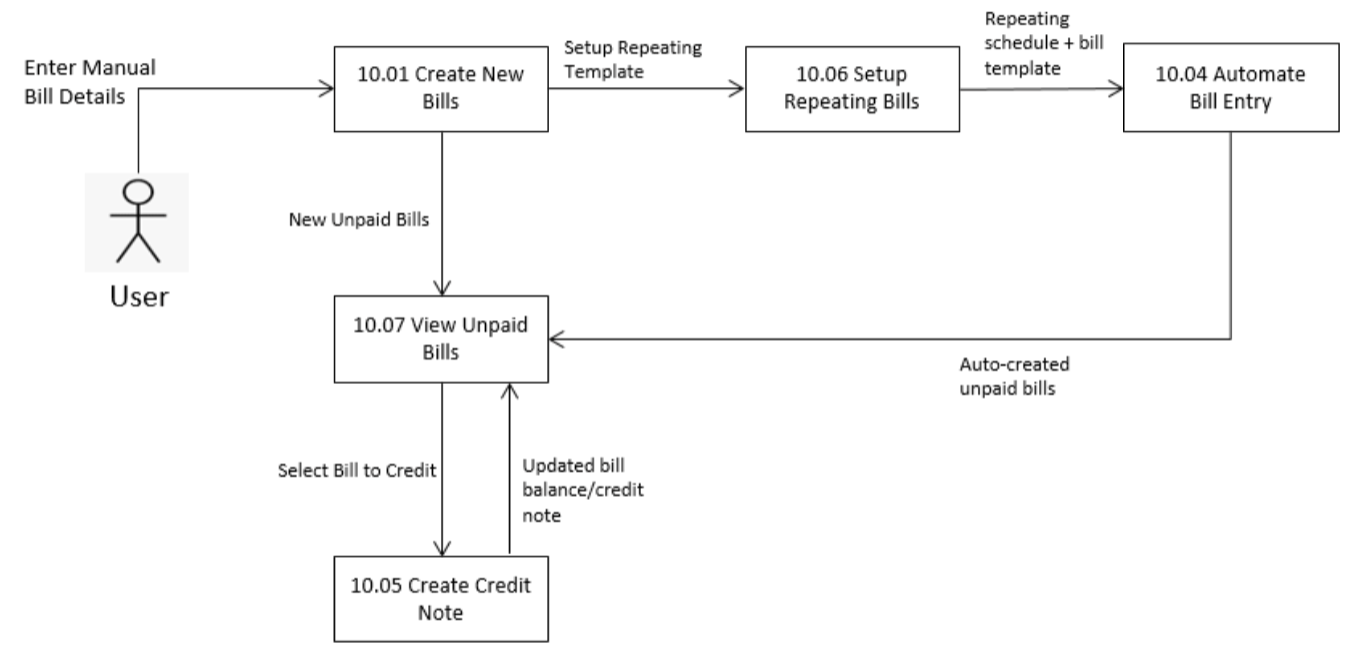 Enter Manual
Bill Details
User
10.01 Create New
Bills
Setup Repeating
Template
10.06 Setup
Repeating Bills
Repeating
schedule + bill
template
10.04 Automate
Bill Entry
New Unpaid Bills
10.07 View Unpaid
Bills
Auto-created
unpaid bills
Select Bill to Credit
Updated bill
balance/credit
note
10.05 Create Credit
Note